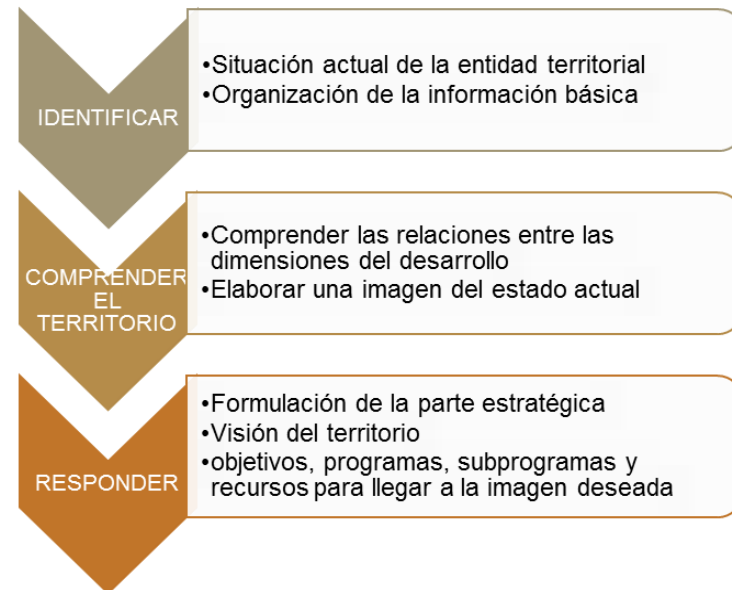 IDENTIFICAR
•Situación actual de la entidad territorial
•Organización de la información básica
COMPRENDER
EL
TERRITORIO
•Comprender las relaciones entre las
dimensiones del desarrollo
•Elaborar una imagen del estado actual
RESPONDER
•Formulación de la parte estratégica
•Visión del territorio
•objetivos, programas, subprogramas y
recursos para llegar a la imagen deseada